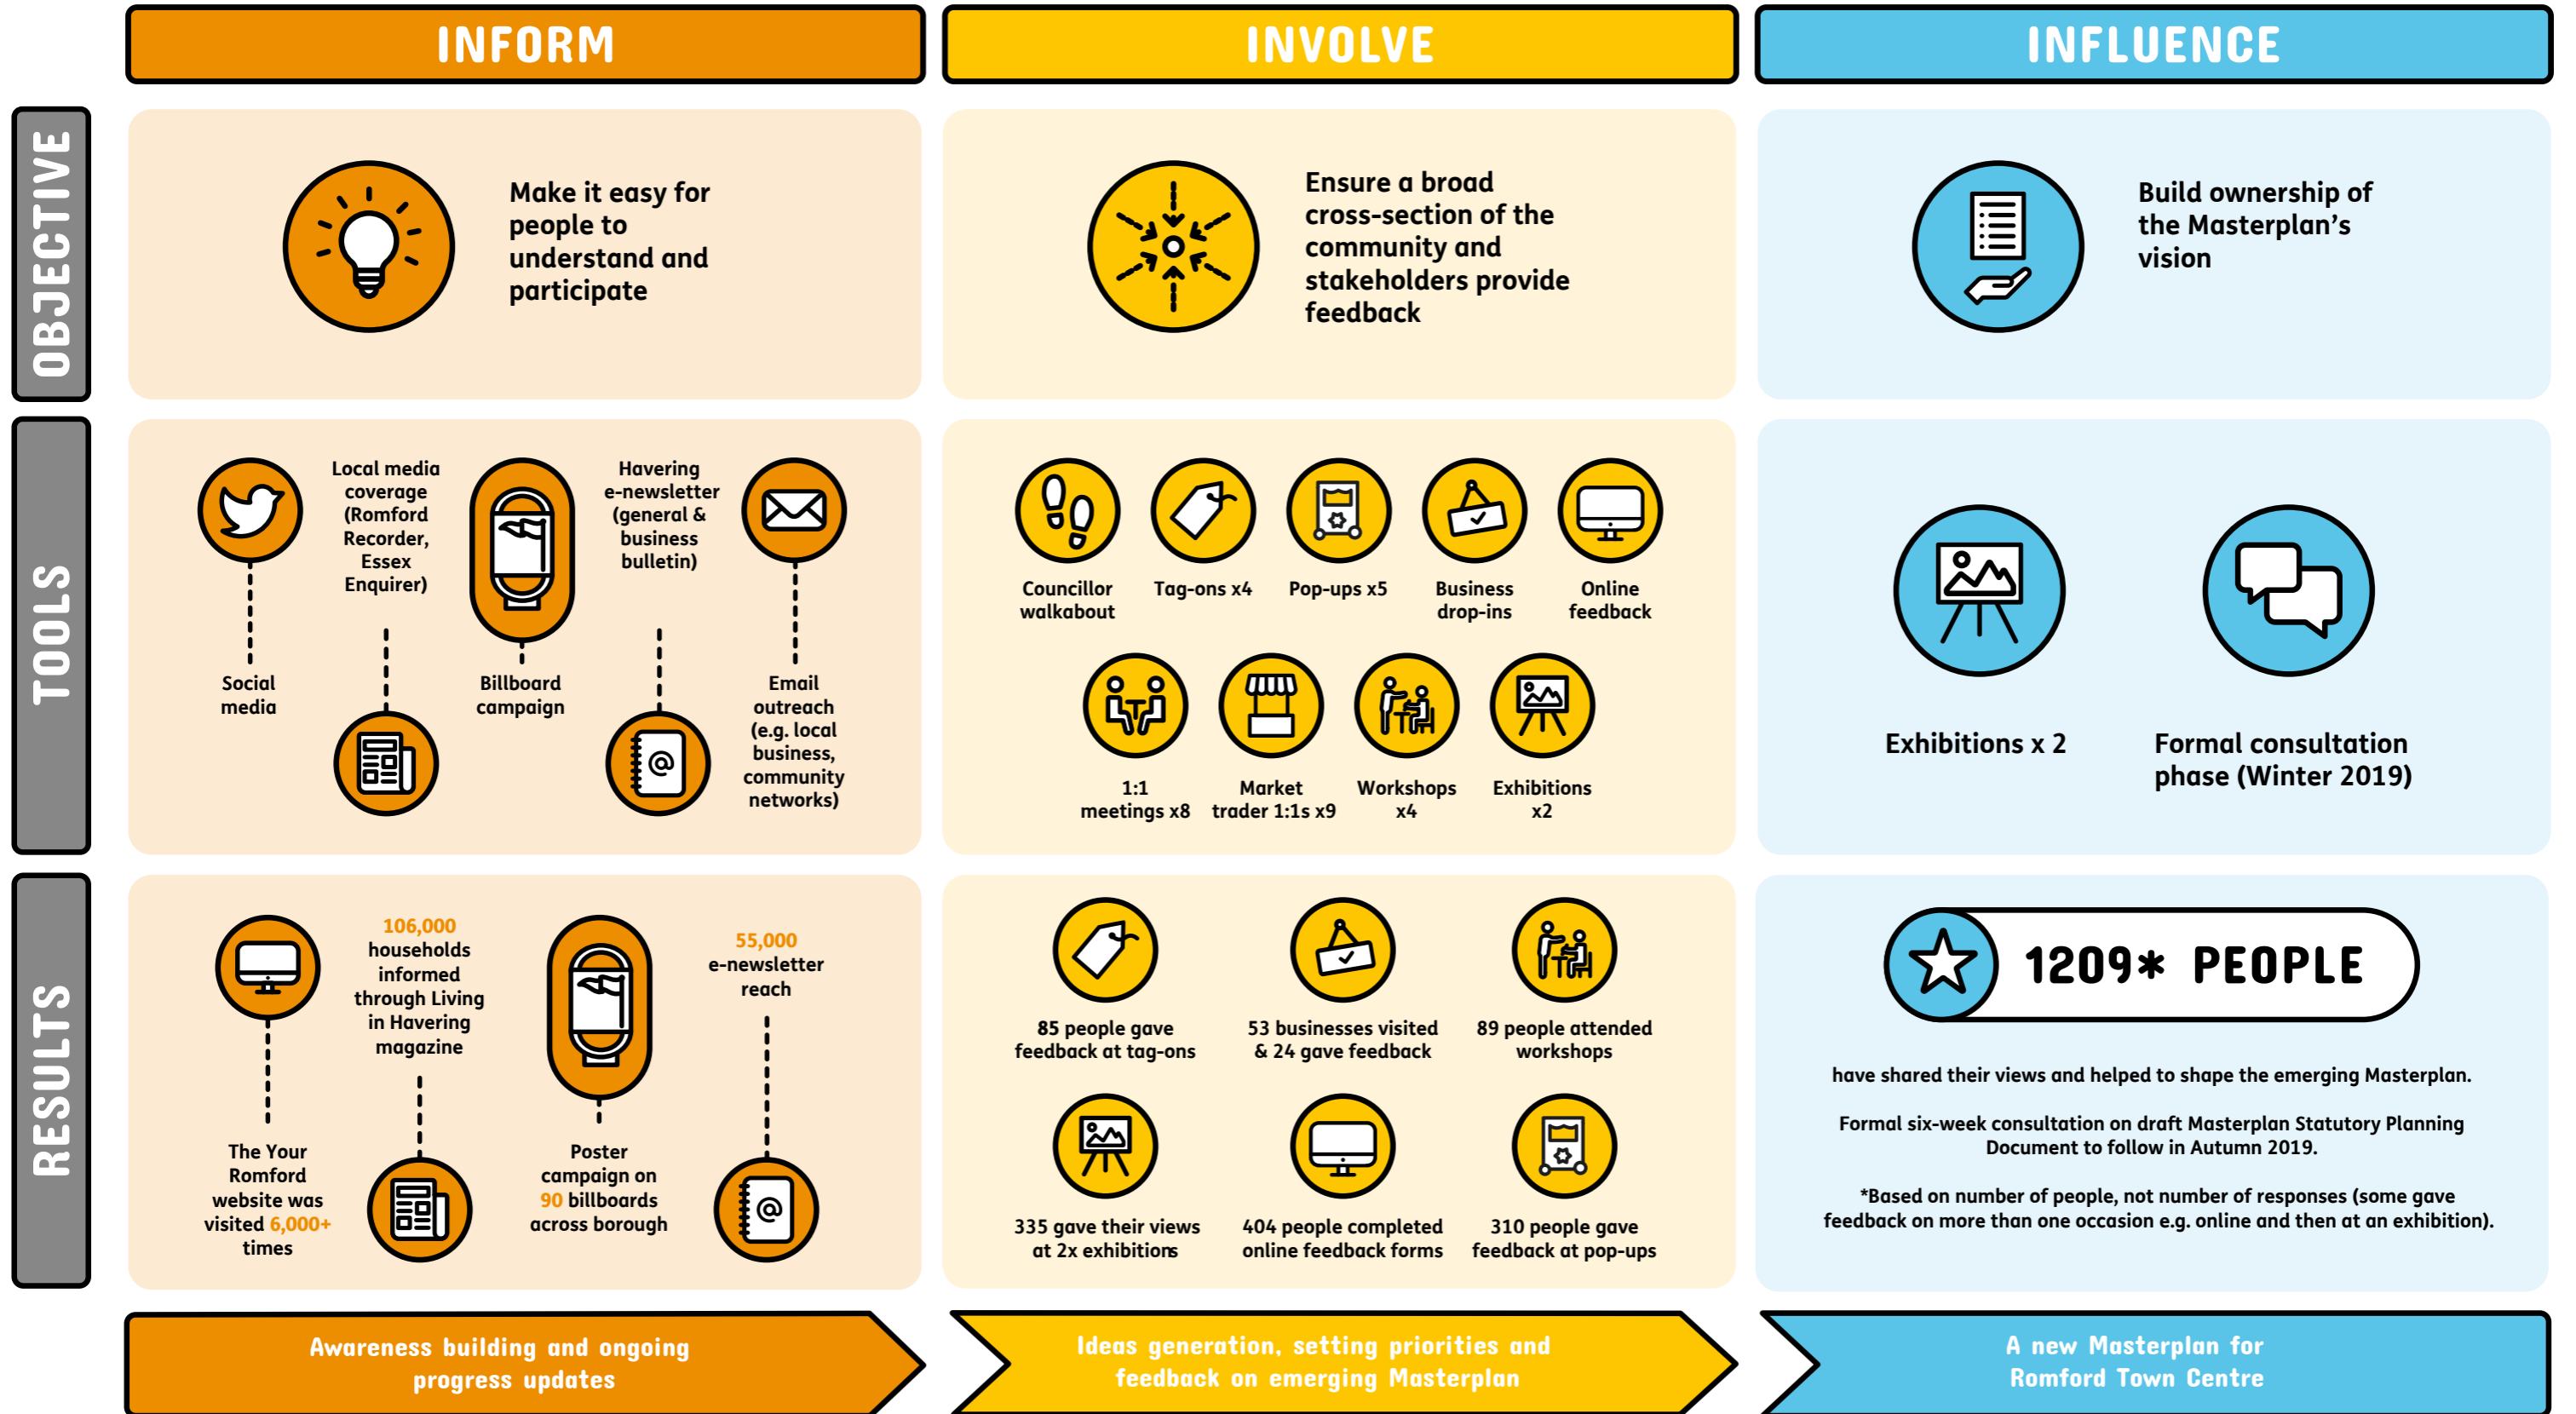 INFORM
INVOLVE
INFLUENCE
OBJECTIVE
Make it easy for
people to
understand and
participate
Ensure a broad
cross-section of the
community and
stakeholders provide
feedback
Build ownership of
the Masterplan's
vision
TOOLS
Social
media
Local media
coverage
(Romford
Recorder,
Essex
Enquirer)
Billboard
campaign
Havering
e-newsletter
(general &
business
bulletin)
@
Email
outreach
(e.g. local
business,
community
networks)
Councillor
walkabout
Tag-ons x4
Pop-ups x5
Business
drop-ins
Online
feedback
1:1
meetings x8
Market
trader 1:1s x9
Workshops
x4
Exhibitions
x2
Exhibitions x 2
Formal consultation
phase (Winter 2019)
RESULTS
The Your
Romford
website was
visited 6,000+
times
106,000
households
informed
through Living
in Havering
magazine
Poster
campaign on
90 billboards
across borough
55,000
e-newsletter
reach
@
85 people gave
feedback at tag-ons
53 businesses visited
& 24 gave feedback
89 people attended
workshops
335 gave their views
at 2x exhibitions
404 people completed
online feedback forms
310 people gave
feedback at pop-ups
1209* PEOPLE
have shared their views and helped to shape the emerging Masterplan.
Formal six-week consultation on draft Masterplan Statutory Planning
Document to follow in Autumn 2019.
*Based on number of people, not number of responses (some gave
feedback on more than one occasion e.g. online and then at an exhibition).
Awareness building and ongoing
progress updates
Ideas generation, setting priorities and
feedback on emerging Masterplan
A new Masterplan for
Romford Town Centre